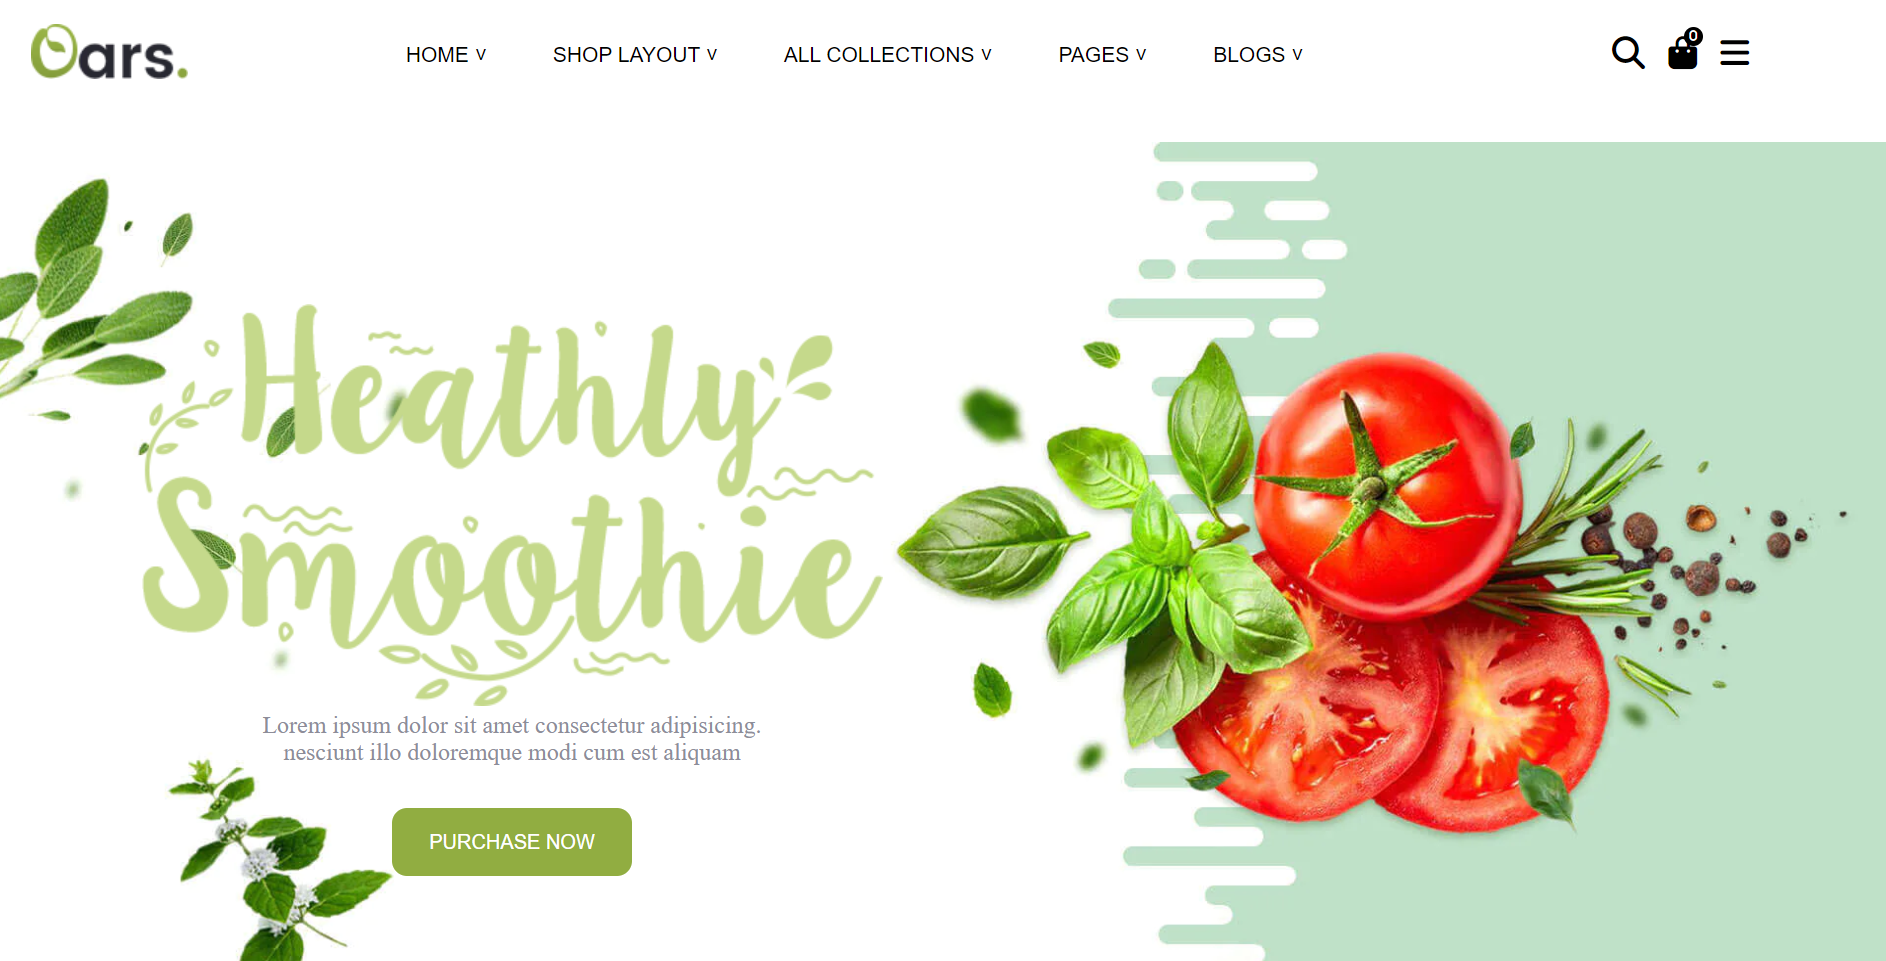 Oars.
HOME v SHOP LAYOUT v ALL COLLECTIONS v PAGES v BLOGS v
0
Heathly
Smoothie
Lorem ipsum dolor sit amet consectetur adipisicing.
nesciunt illo doloremque modi cum est aliquam
PURCHASE NOW